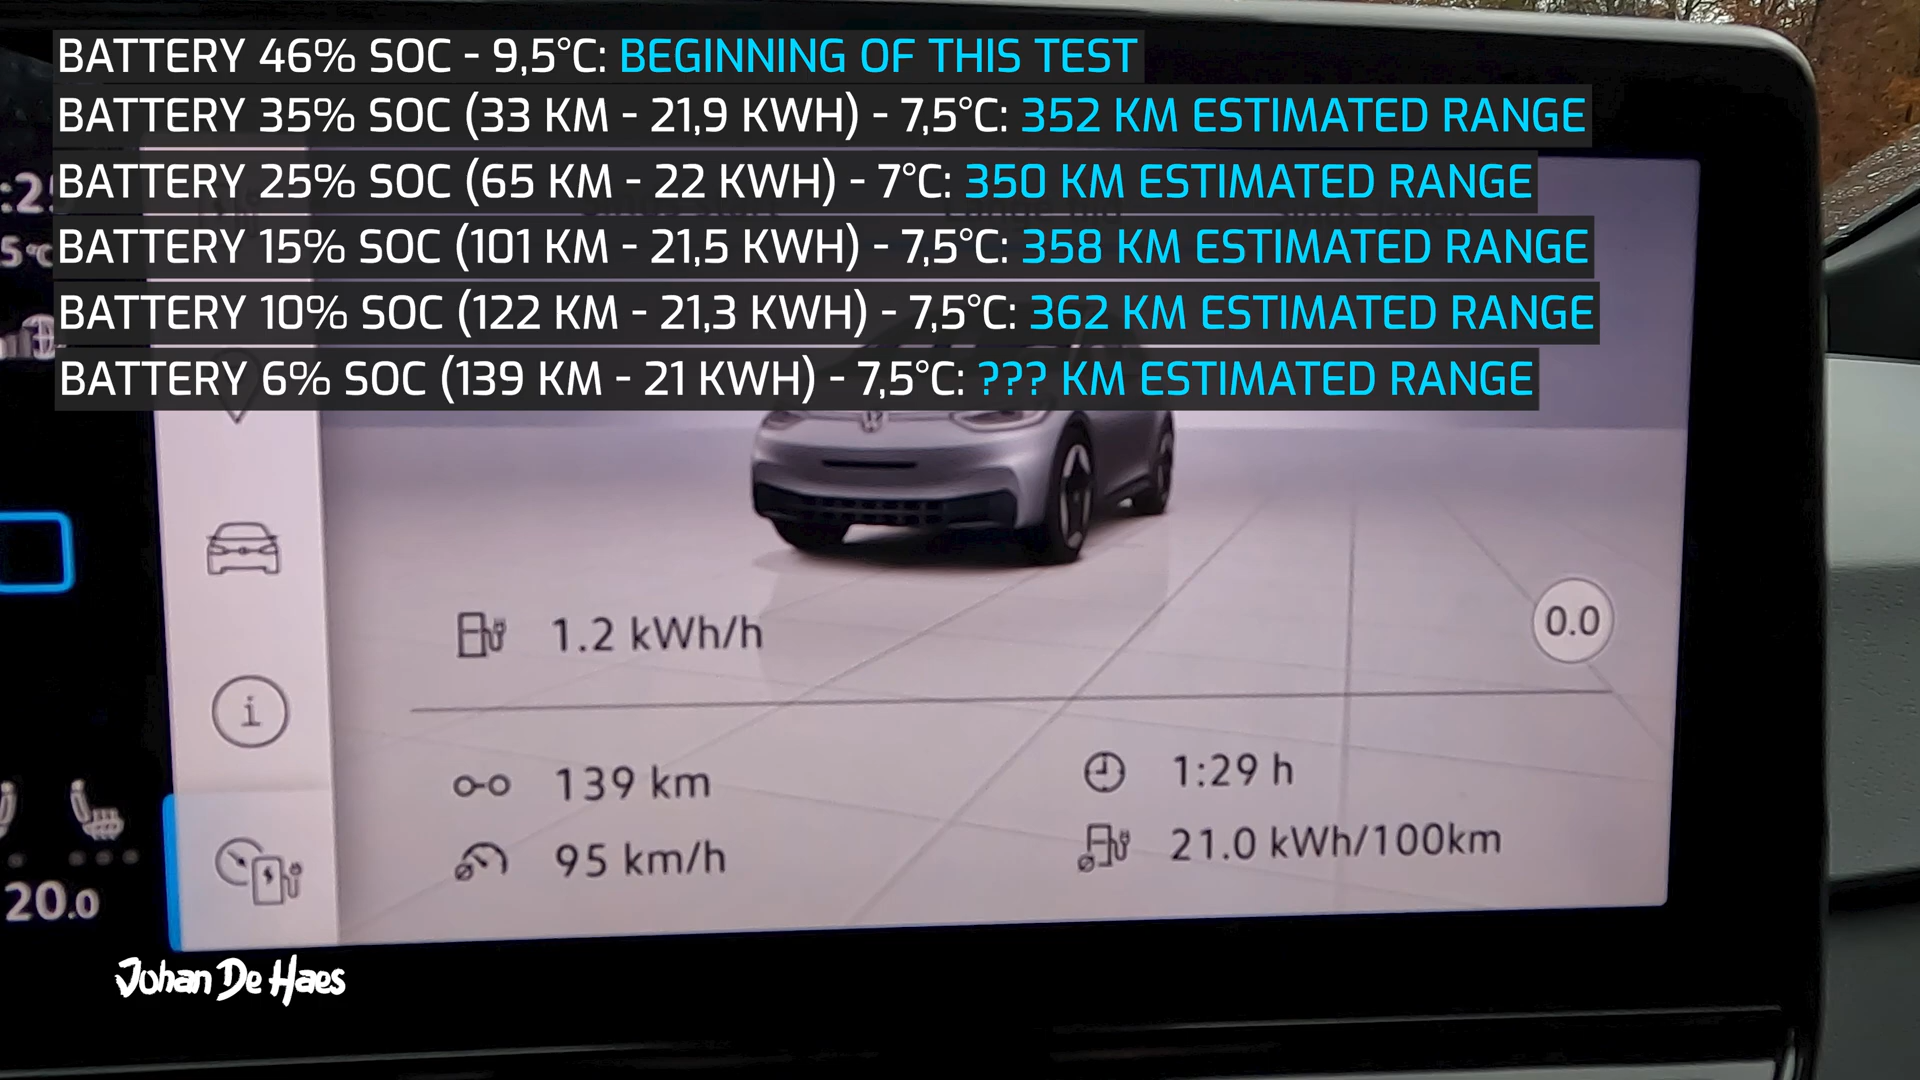 BATTERY 46% SOC - 9,5°C: BEGINNING OF THIS TEST
BATTERY 35% SOC (33 KM - 21,9 KWH) - 7,5°C: 352 KM ESTIMATED RANGE
BATTERY 25% SOC (65 KM - 22 KWH) - 7°C: 350 KM ESTIMATED RANGE
BATTERY 15% SOC (101 KM - 21,5 KWH) - 7,5°C: 358 KM ESTIMATED RANGE
BATTERY 10% SOC (122 KM - 21,3 KWH) - 7,5°C: 362 KM ESTIMATED RANGE
BATTERY 6% SOC (139 KM - 21 KWH) - 7,5°C: ??? KM ESTIMATED RANGE
1.2 kWh/h
0.0
139 km
1:29 h
95 km/h
21.0 kWh/100km
20.0
Johan De Haes